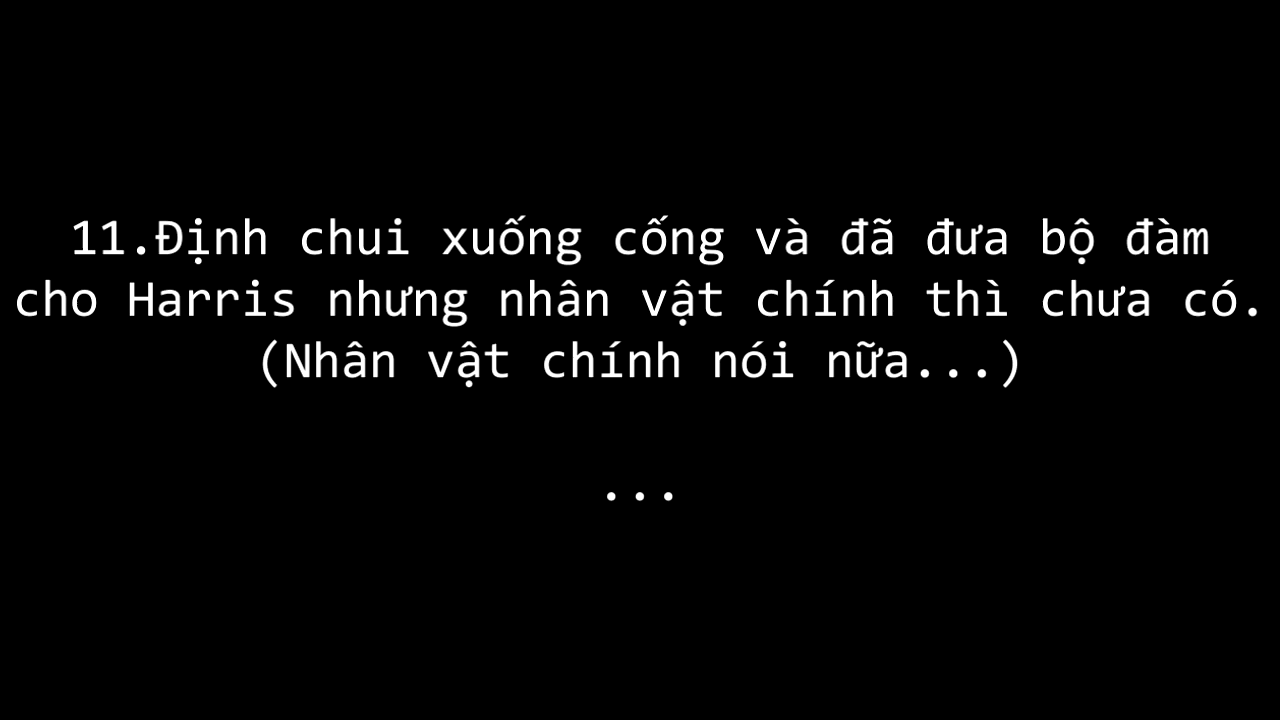 11.Định chui xuống cống và đã đưa bộ đàm
cho Harris nhưng nhân vật chính thì chưa có.
(Nhân vật chính nói nữa...)
...